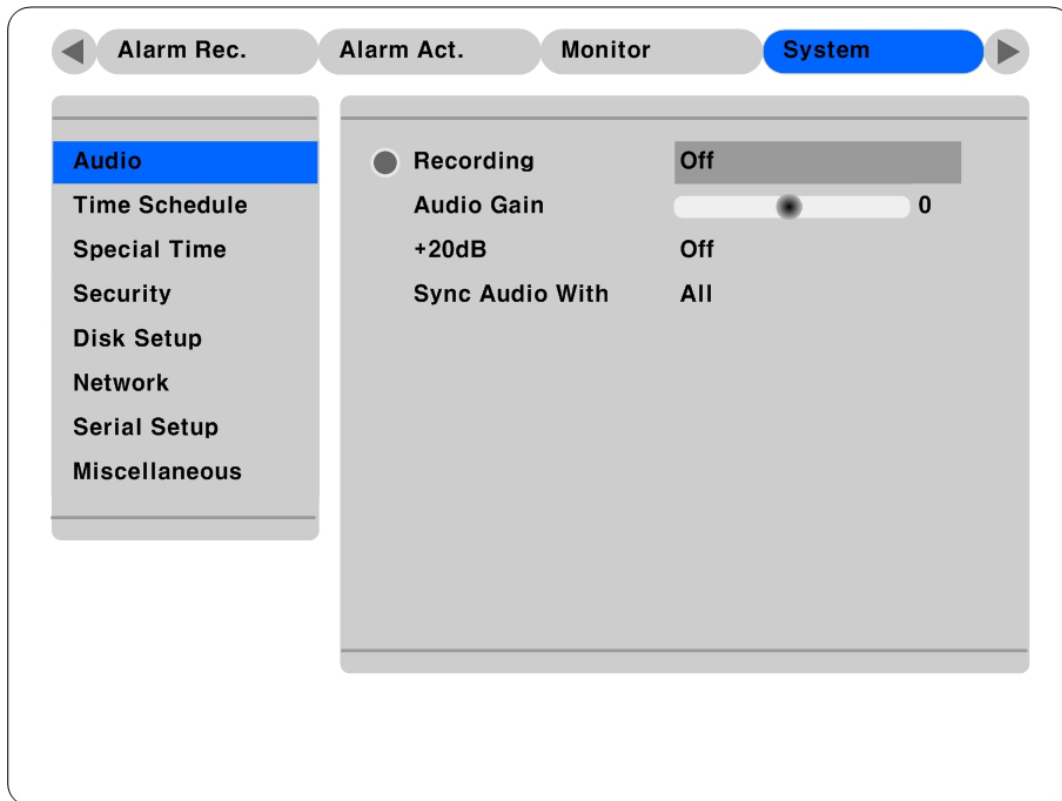 Alarm Rec. Alarm Act. Monitor System
Audio
Time Schedule
Special Time
Security
Disk Setup
Network
Serial Setup
Miscellaneous
Recording Off
Audio Gain 0
+20dB Off
Sync Audio With All